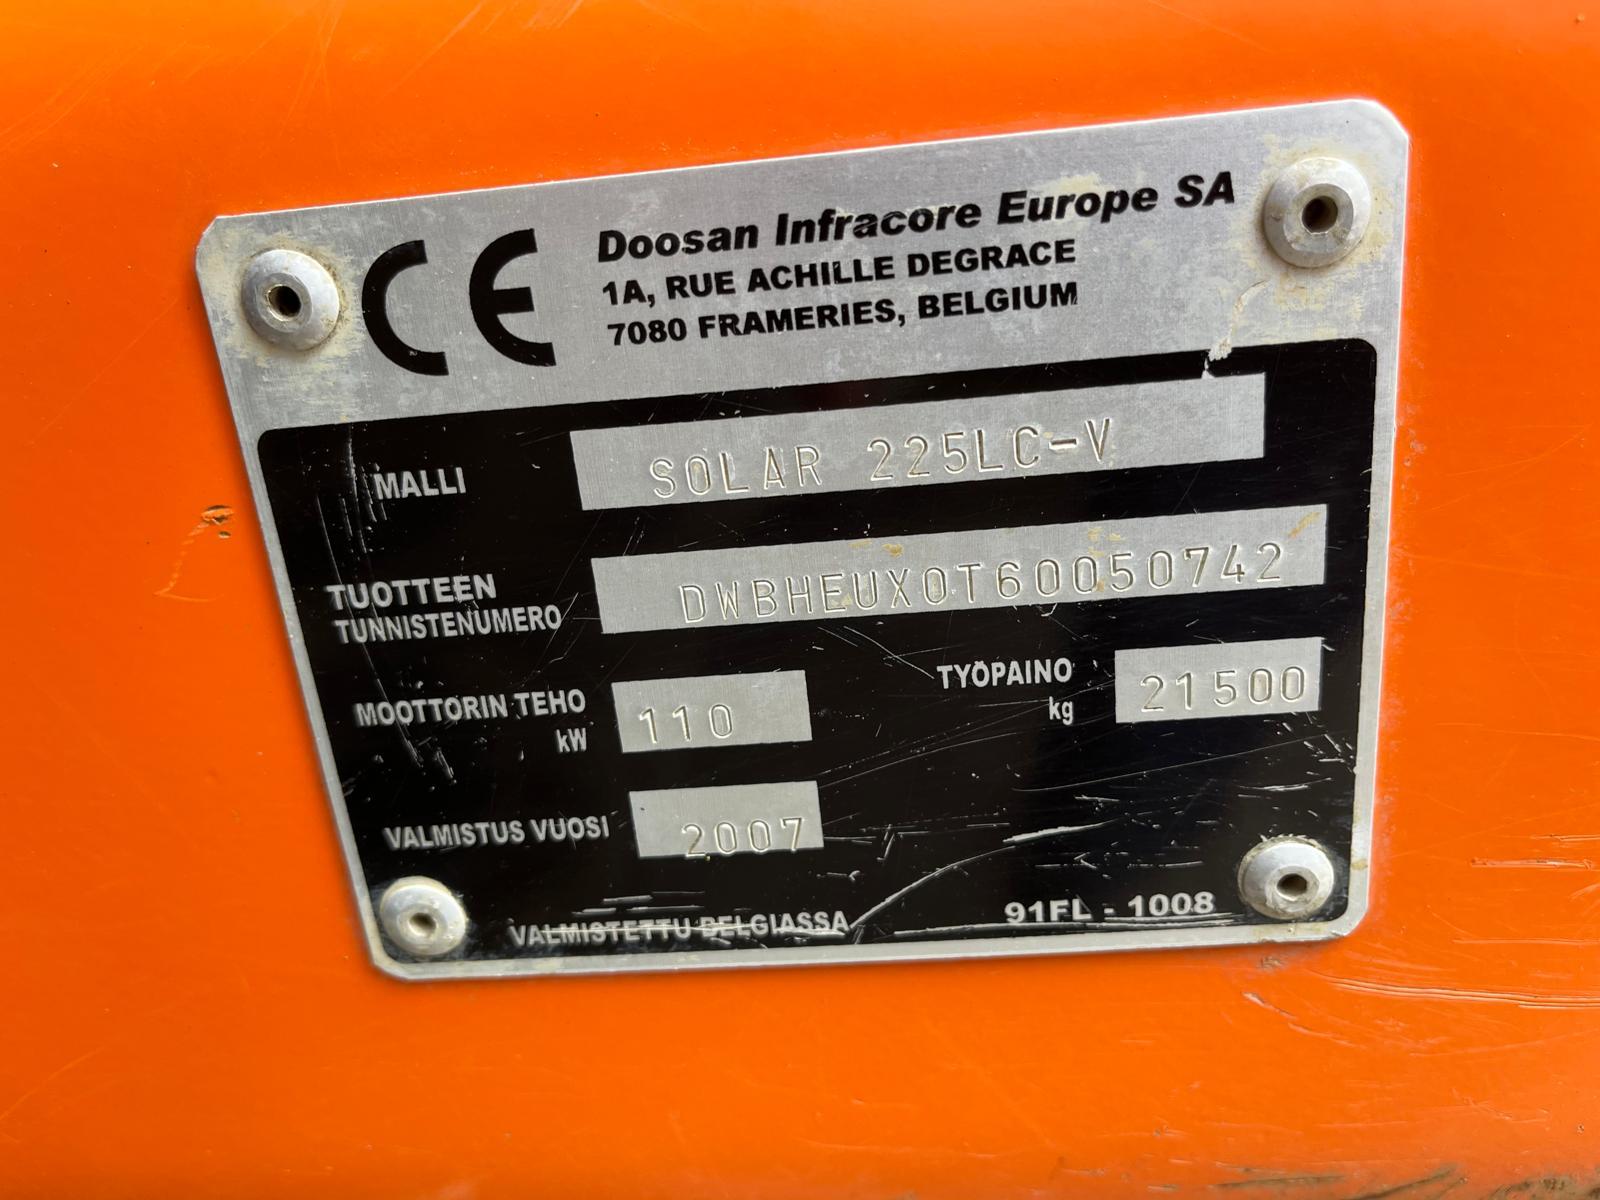 CE
Doosan Infracore Europe SA
1A, RUE ACHILLE DEGRACE
7080 FRAMERIES, BELGIUM
MALLI SOLAR 225LC-V
TUOTTEEN
TUNNISTENUMERO DWBHEUX0T60050742
MOOTTORIN TEHO
kW 110
TYÖPAINO
kg 21500
VALMISTUS VUOSI 2007
VALMISTETTU BELGIASSA
91FL - 1008